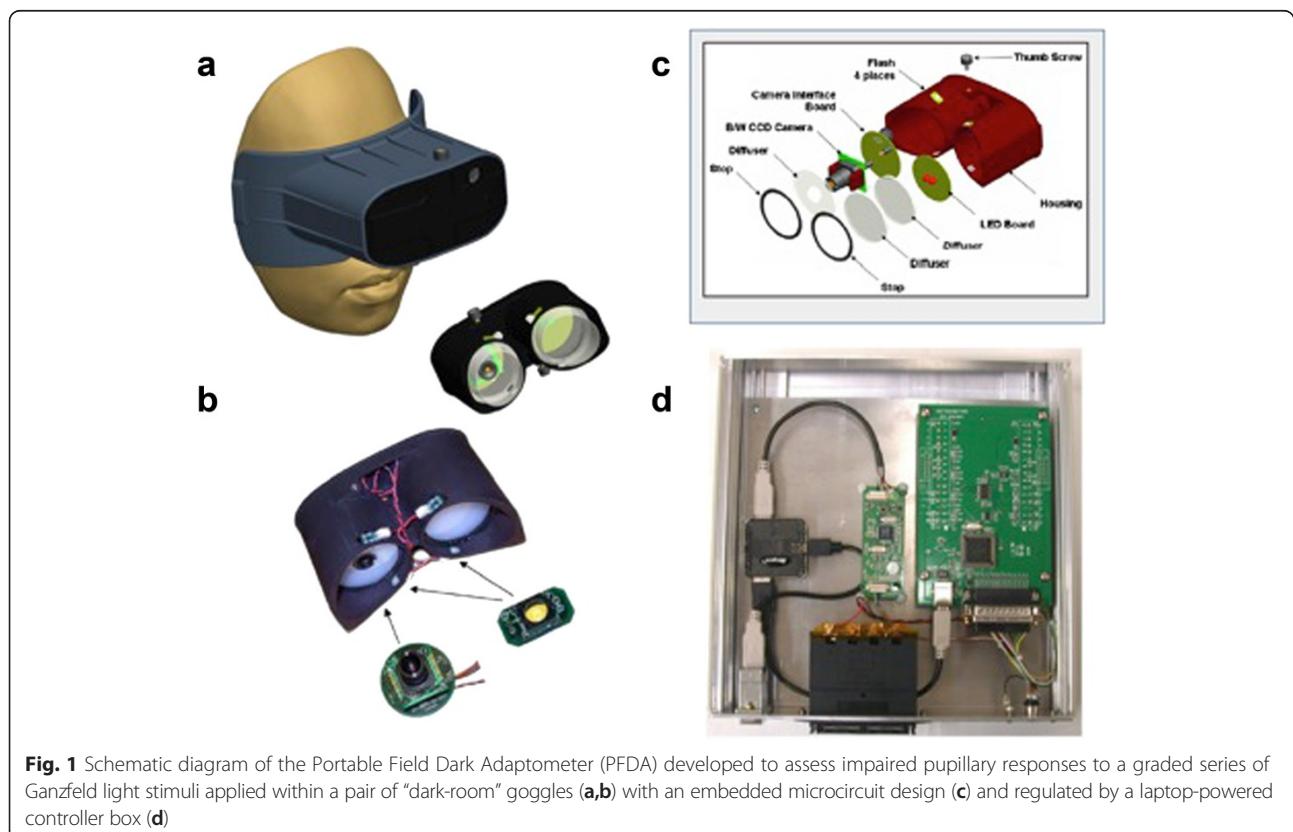 a
c
Thumb Screw
Flash
4 places
Camera Interface
Board
B/W CCD Camera
Diffuser
Stop
Housing
LED Board
Diffuser
Diffuser
Stop
b
d
Fig. 1 Schematic diagram of the Portable Field Dark Adaptometer (PFDA) developed to assess impaired pupillary responses to a graded series of
Ganzfeld light stimuli applied within a pair of “dark-room” goggles (a,b) with an embedded microcircuit design (c) and regulated by a laptop-powered
controller box (d)